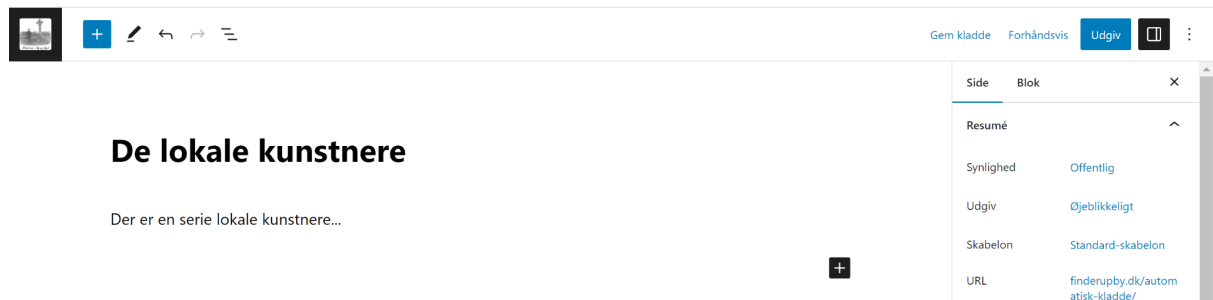 Gem kladde Forhåndsvis Udgiv
Side Blok
Resumé
De lokale kunstnere
Synlighed Offentlig
Der er en serie lokale kunstnere...
Udgiv Øjeblikkeligt
Skabelon Standard-skabelon
URL finderupby.dk/autom
atisk-kladde/